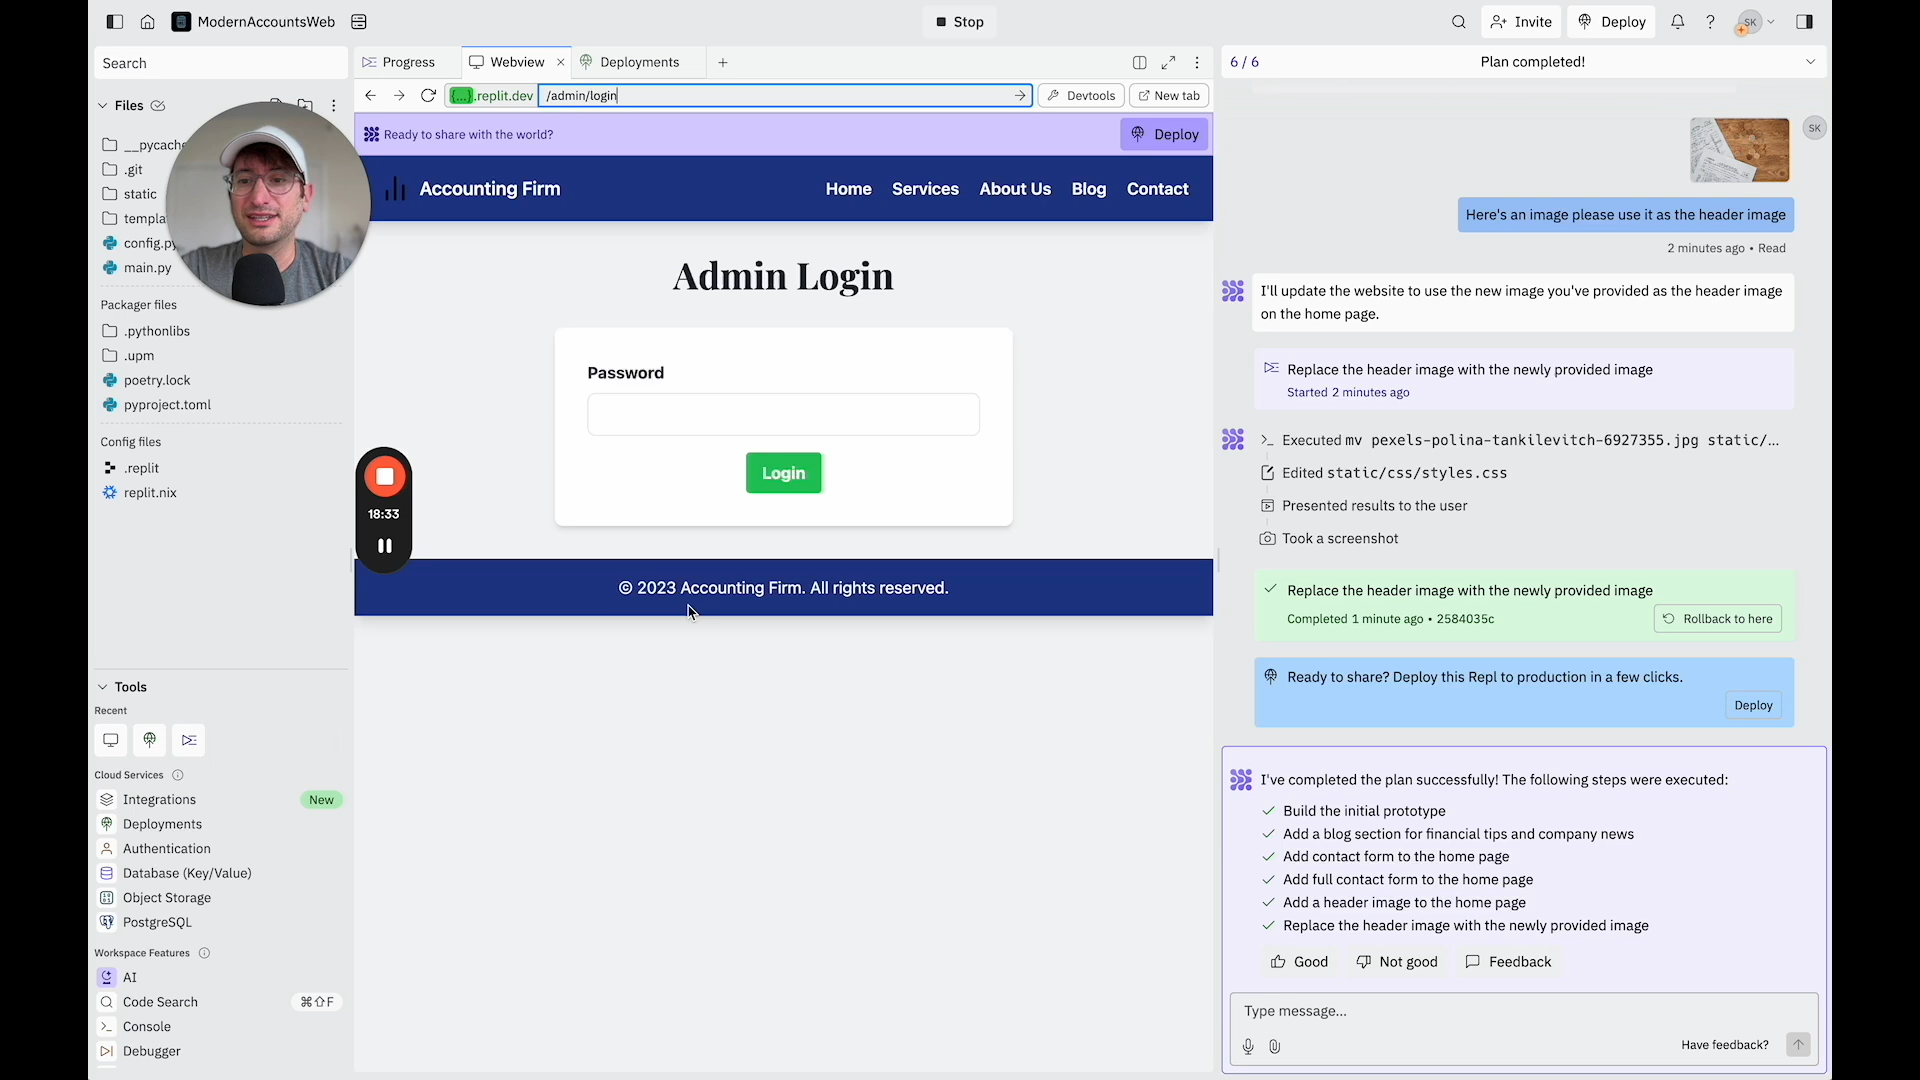 ModernAccountsWeb
Stop
Invite
Deploy
SK
Search
Files
__pycache
.git
static
templa
config.py
main.py
Packager files
.pythonlibs
.upm
poetry.lock
pyproject.toml
Config files
.replit
replit.nix
Tools
Recent
Cloud Services
Integrations
New
Deployments
Authentication
Database (Key/Value)
Object Storage
PostgreSQL
Workspace Features
AI
Code Search
⌘⇧F
Console
Debugger
Progress
Webview
Deployments
{...}.replit.dev
/admin/login
Devtools
New tab
Ready to share with the world?
Deploy
Accounting Firm
Home
Services
About Us
Blog
Contact
Admin Login
Password
Login
18:33
© 2023 Accounting Firm. All rights reserved.
6 / 6
Plan completed!
SK
Here's an image please use it as the header image
2 minutes ago • Read
I'll update the website to use the new image you've provided as the header image
on the home page.
Replace the header image with the newly provided image
Started 2 minutes ago
Executed mv pexels-polina-tankilevitch-6927355.jpg static/...
Edited static/css/styles.css
Presented results to the user
Took a screenshot
Replace the header image with the newly provided image
Completed 1 minute ago • 2584035c
Rollback to here
Ready to share? Deploy this Repl to production in a few clicks.
Deploy
I've completed the plan successfully! The following steps were executed:
Build the initial prototype
Add a blog section for financial tips and company news
Add contact form to the home page
Add full contact form to the home page
Add a header image to the home page
Replace the header image with the newly provided image
Good
Not good
Feedback
Type message...
Have feedback?